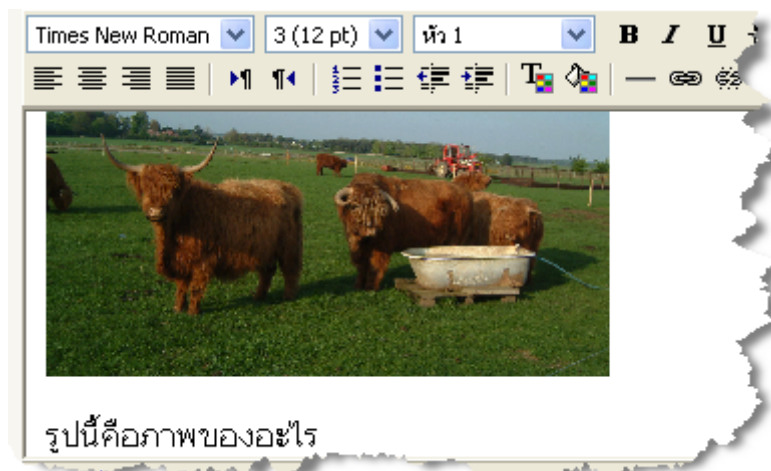 Times New Roman 3 (12 pt) หัว 1 B I U
รูปนี้คือภาพของอะไร